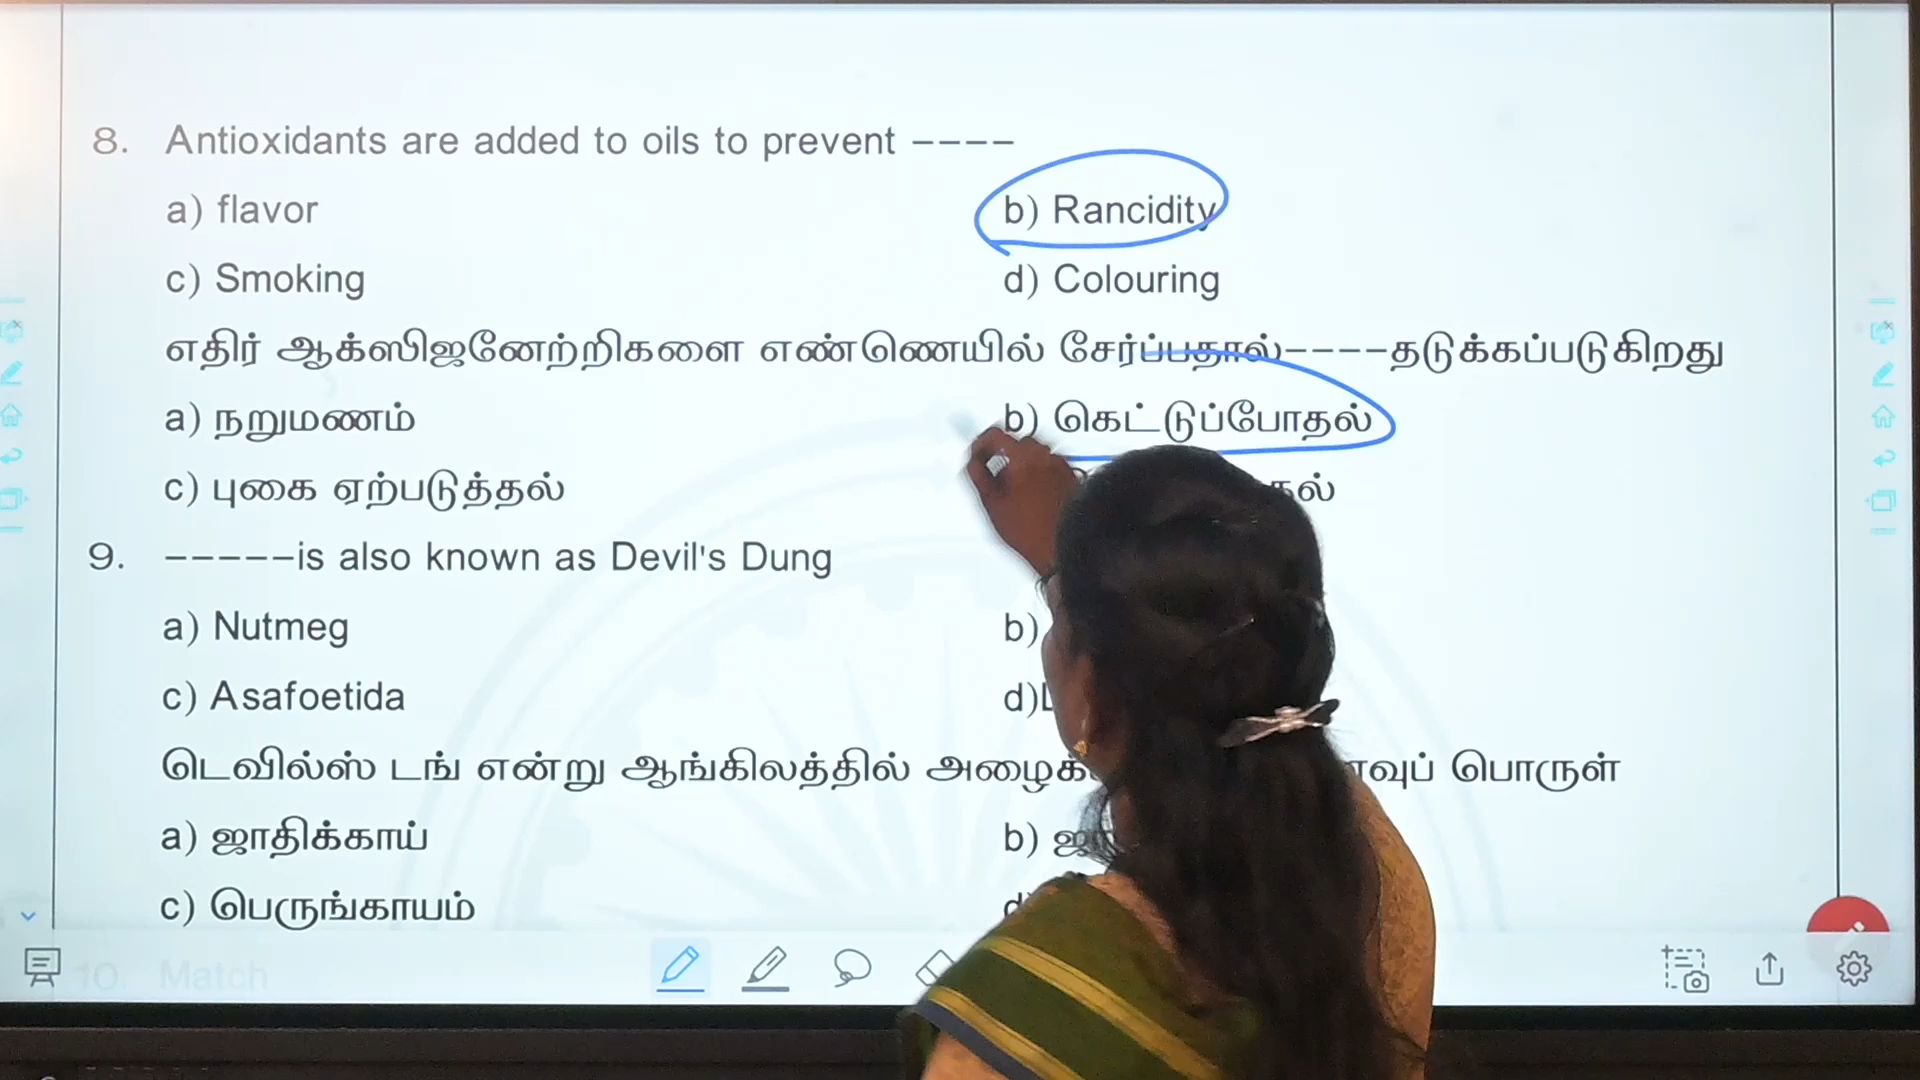 8. Antioxidants are added to oils to prevent ----
a) flavor b) Rancidity
c) Smoking d) Colouring
எதிர் ஆக்ஸிஜனேற்றிகளை எண்ணெயில் சேர்ப்பதால்----தடுக்கப்படுகிறது
a) நறுமணம் b) கெட்டுப்போதல்
c) புகை ஏற்படுத்தல்
9. -----is also known as Devil's Dung
a) Nutmeg b)
c) Asafoetida d)
டெவில்ஸ் டங் என்று ஆங்கிலத்தில் பொருள்
a) ஜாதிக்காய் b)
c) பெருங்காயம்
10. Match